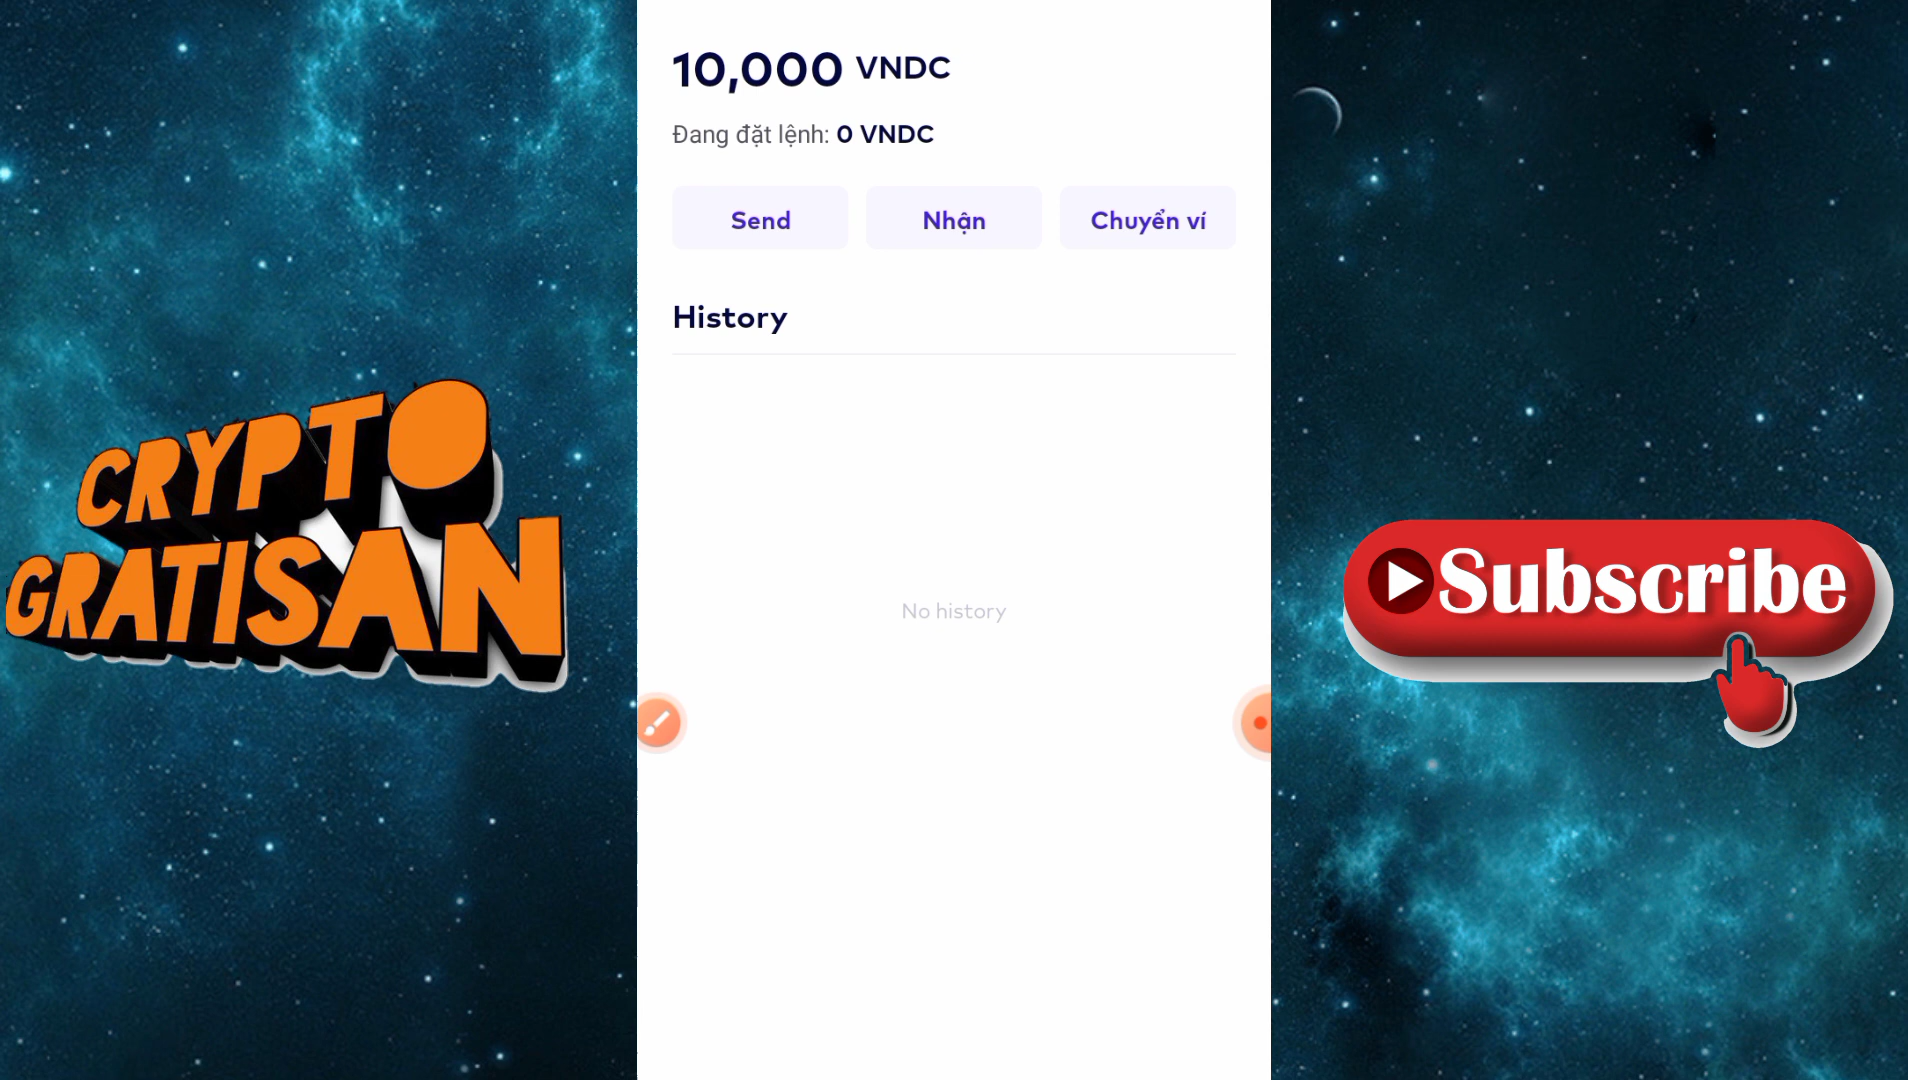 10,000 VNDC
Đang đặt lệnh: 0 VNDC
Send
Nhận
Chuyển ví
History
No history
CRYPTO
GRATISAN
Subscribe